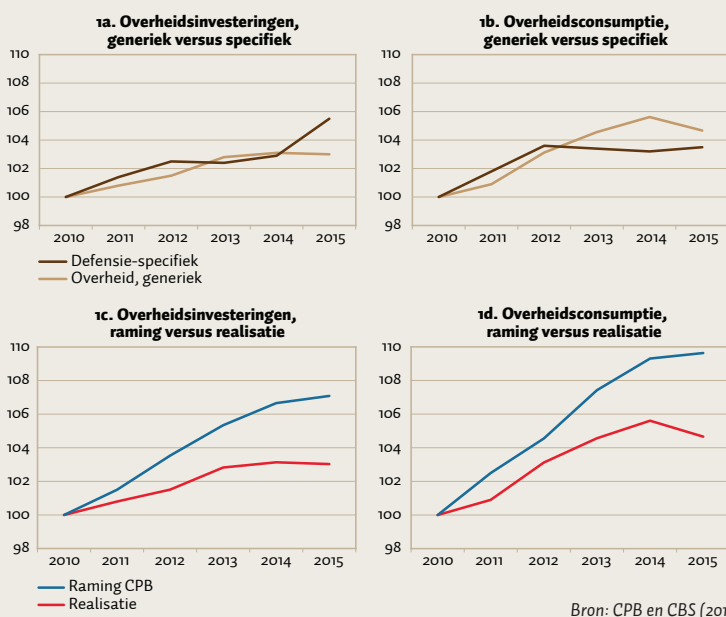 1a. Overheidsinvesteringen,
generiek versus specifiek
110
108
106
104
102
100
98
2010 2011 2012 2013 2014 2015
Defensie-specifiek
Overheid, generiek
1b. Overheidsconsumptie,
generiek versus specifiek
110
108
106
104
102
100
98
2010 2011 2012 2013 2014 2015
1c. Overheidsinvesteringen,
raming versus realisatie
110
108
106
104
102
100
98
2010 2011 2012 2013 2014 2015
Raming CPB
Realisatie
1d. Overheidsconsumptie,
raming versus realisatie
110
108
106
104
102
100
98
2010 2011 2012 2013 2014 2015
Bron: CPB en CBS